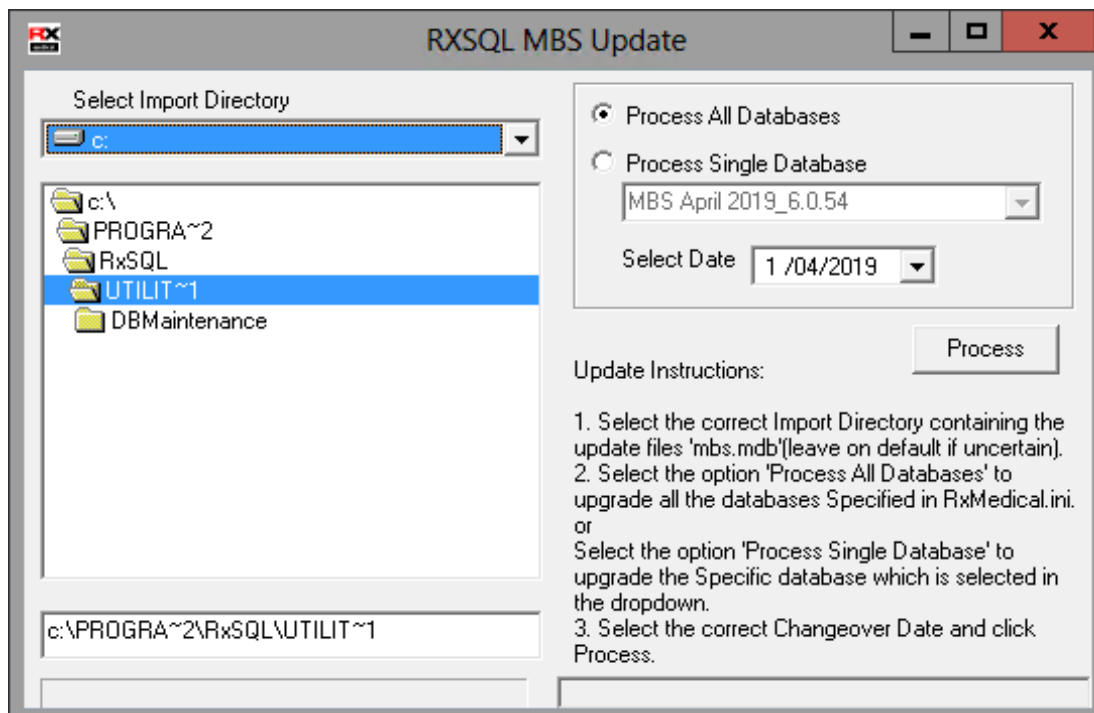 RX
RXSQL MBS Update
Select Import Directory
c:
c:\
PROGRA~2
RxSQL
UTILIT~1
DBMaintenance
c:\PROGRA~2\RxSQL\UTILIT~1
Process All Databases
Process Single Database
MBS April 2019_6.0.54
Select Date 1 /04/2019
Process
Update Instructions:
1. Select the correct Import Directory containing the
update files 'mbs.mdb'(leave on default if uncertain).
2. Select the option 'Process All Databases' to
upgrade all the databases Specified in RxMedical.ini.
or
Select the option 'Process Single Database' to
upgrade the Specific database which is selected in
the dropdown.
3. Select the correct Changeover Date and click
Process.